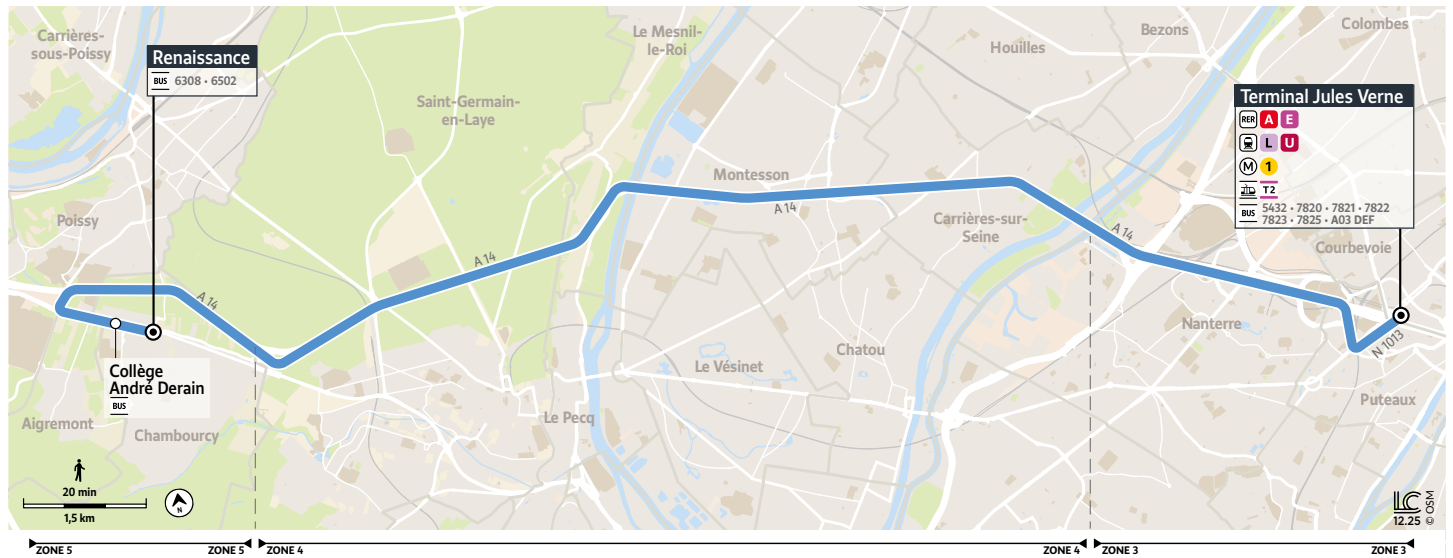 Carrières-
sous-Poissy
Renaissance
BUS 6308 • 6502
Le Mesnil-
le-Roi
Houilles
Bezons
Colombes
Saint-Germain-
en-Laye
Terminal Jules Verne
RER A E
L U
M 1
T2
BUS 5432 • 7820 • 7821 • 7822
7823 • 7825 • A03 DEF
Montesson
A 14
Poissy
Carrières-sur-
Seine
A 14
Courbevoie
A 14
A 14
Nanterre
N 1013
Collège
André Derain
BUS
Le Vésinet
Chatou
Puteaux
Aigremont
Chambourcy
Le Pecq
20 min
1,5 km
N
LC
12.25
© OSM
ZONE 5
ZONE 5
ZONE 4
ZONE 4
ZONE 3
ZONE 3